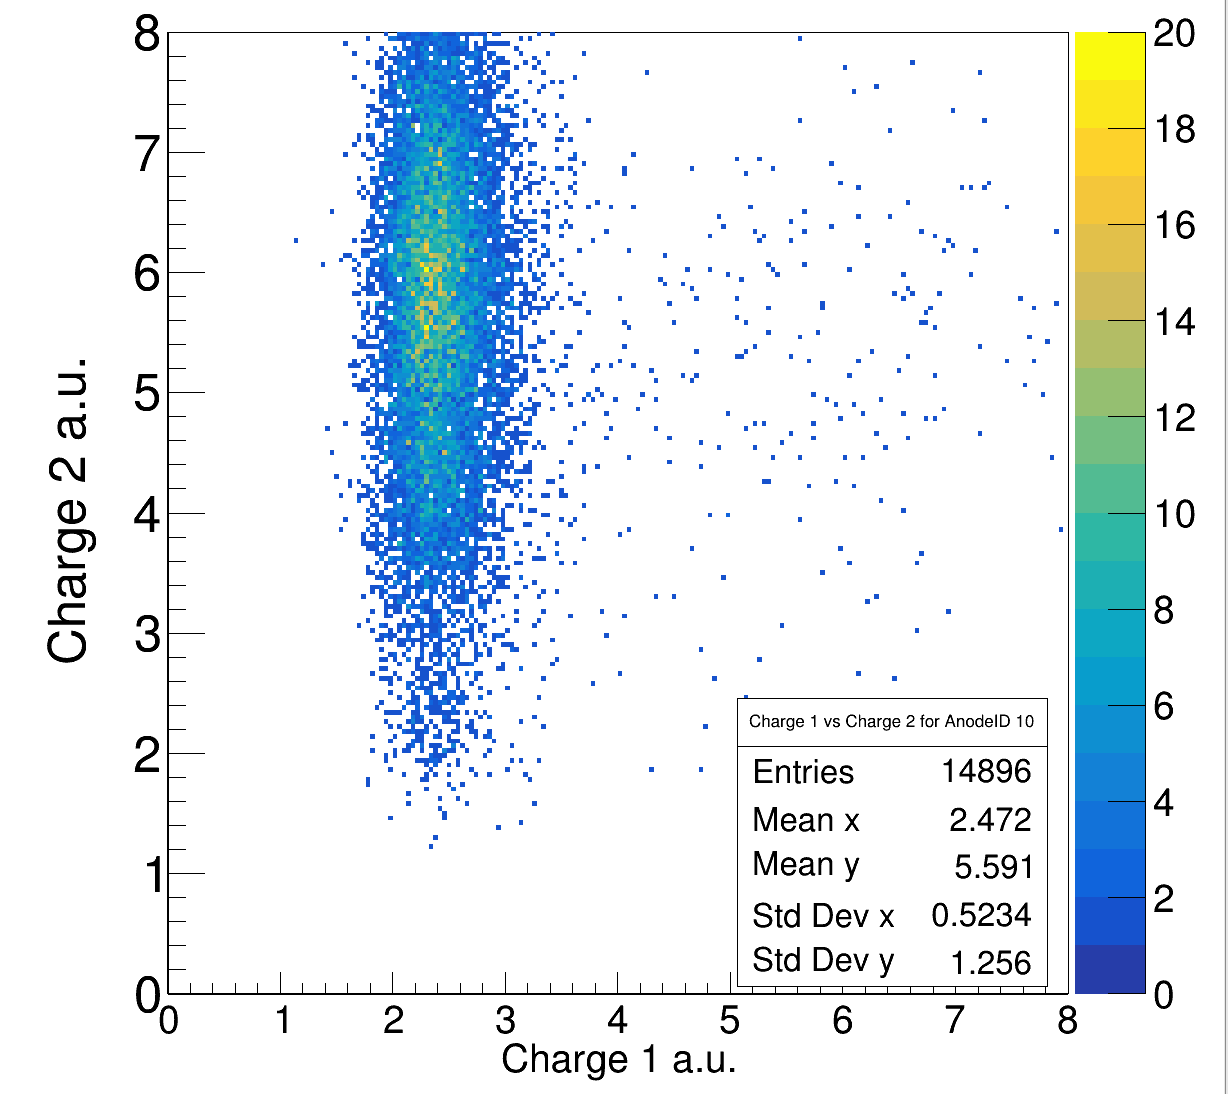 8
7
6
5
4
3
2
1
0
Charge 2 a.u.
0 1 2 3 4 5 6 7 8
Charge 1 a.u.
Charge 1 vs Charge 2 for AnodeID 10
Entries 14896
Mean x 2.472
Mean y 5.591
Std Dev x 0.5234
Std Dev y 1.256
20
18
16
14
12
10
8
6
4
2
0